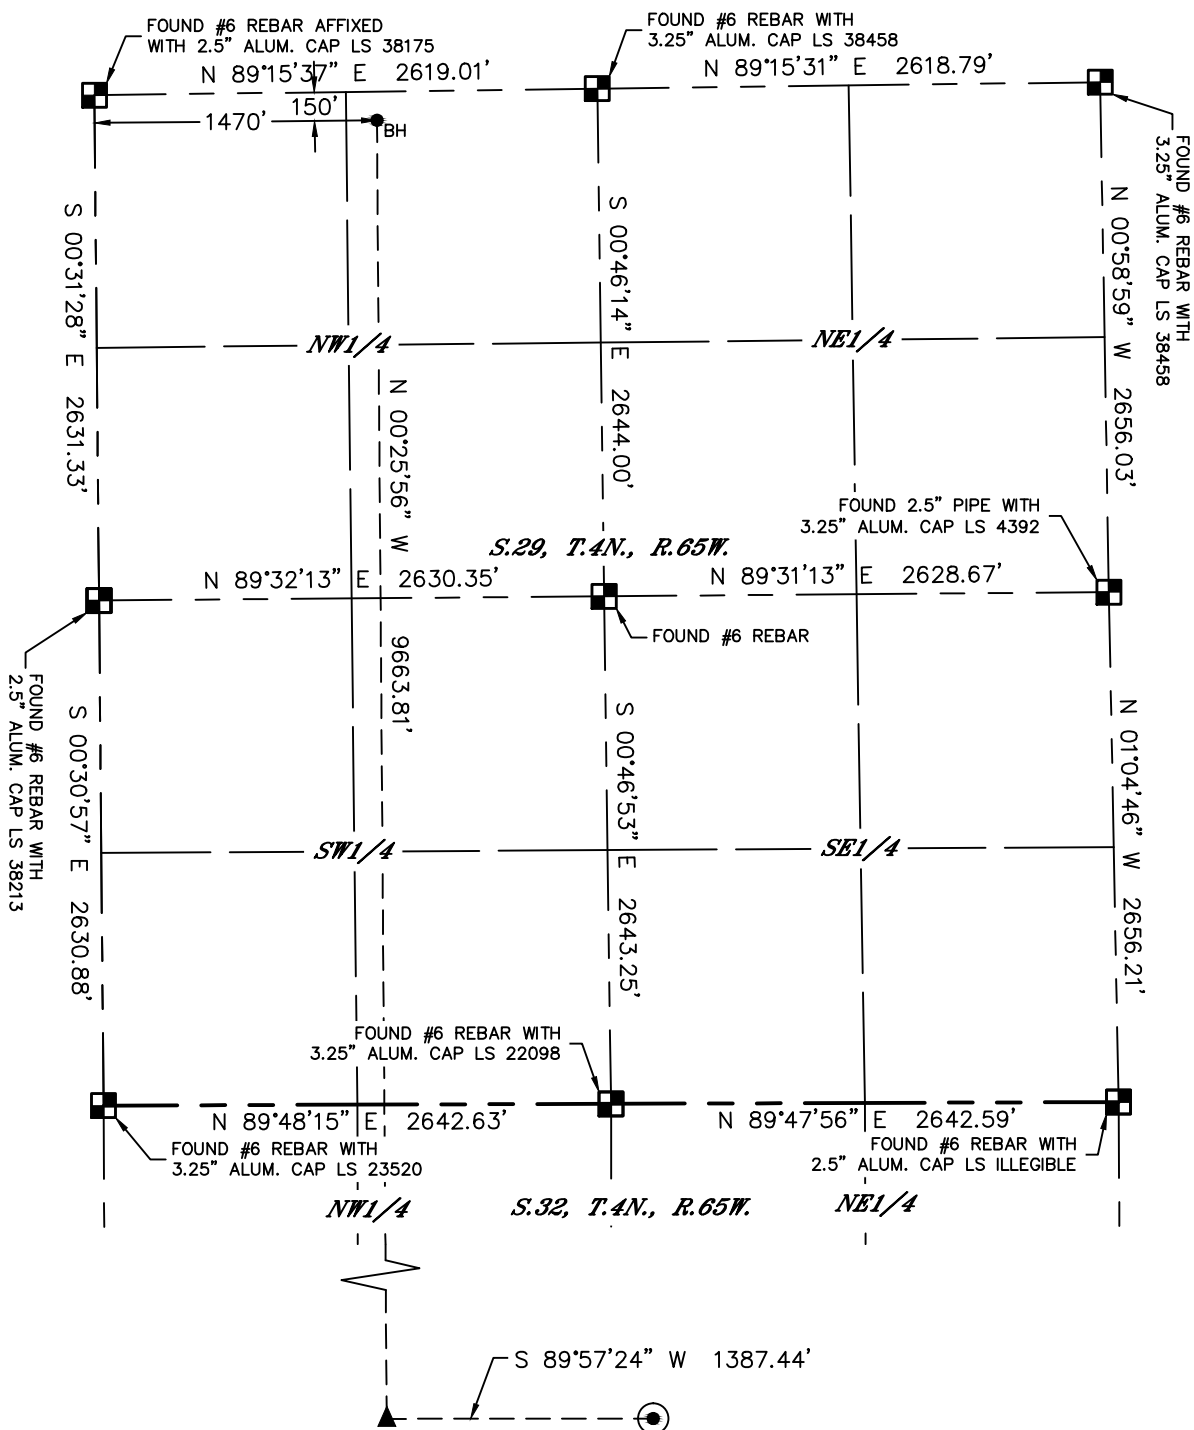 FOUND #6 REBAR AFFIXED
WITH 2.5" ALUM. CAP LS 38175
FOUND #6 REBAR WITH
3.25" ALUM. CAP LS 38458
N 89°15'37" E 2619.01'
N 89°15'31" E 2618.79'
150'
1470'
BH
FOUND #6 REBAR WITH
3.25" ALUM. CAP LS 38458
S 00°31'28" E 2631.33'
S 00°46'14" E 2644.00'
N 00°58'59" W 2656.03'
NW1/4
NE1/4
N 00°25'56" W 9663.81'
FOUND 2.5" PIPE WITH
3.25" ALUM. CAP LS 4392
S.29, T.4N., R.65W.
N 89°32'13" E 2630.35'
N 89°31'13" E 2628.67'
FOUND #6 REBAR
FOUND #6 REBAR WITH
2.5" ALUM. CAP LS 38213
S 00°30'57" E 2630.88'
S 00°46'53" E 2643.25'
N 01°04'46" W 2656.21'
SW1/4
SE1/4
FOUND #6 REBAR WITH
3.25" ALUM. CAP LS 22098
N 89°48'15" E 2642.63'
N 89°47'56" E 2642.59'
FOUND #6 REBAR WITH
3.25" ALUM. CAP LS 23520
FOUND #6 REBAR WITH
2.5" ALUM. CAP LS ILLEGIBLE
NW1/4
S.32, T.4N., R.65W.
NE1/4
S 89°57'24" W 1387.44'